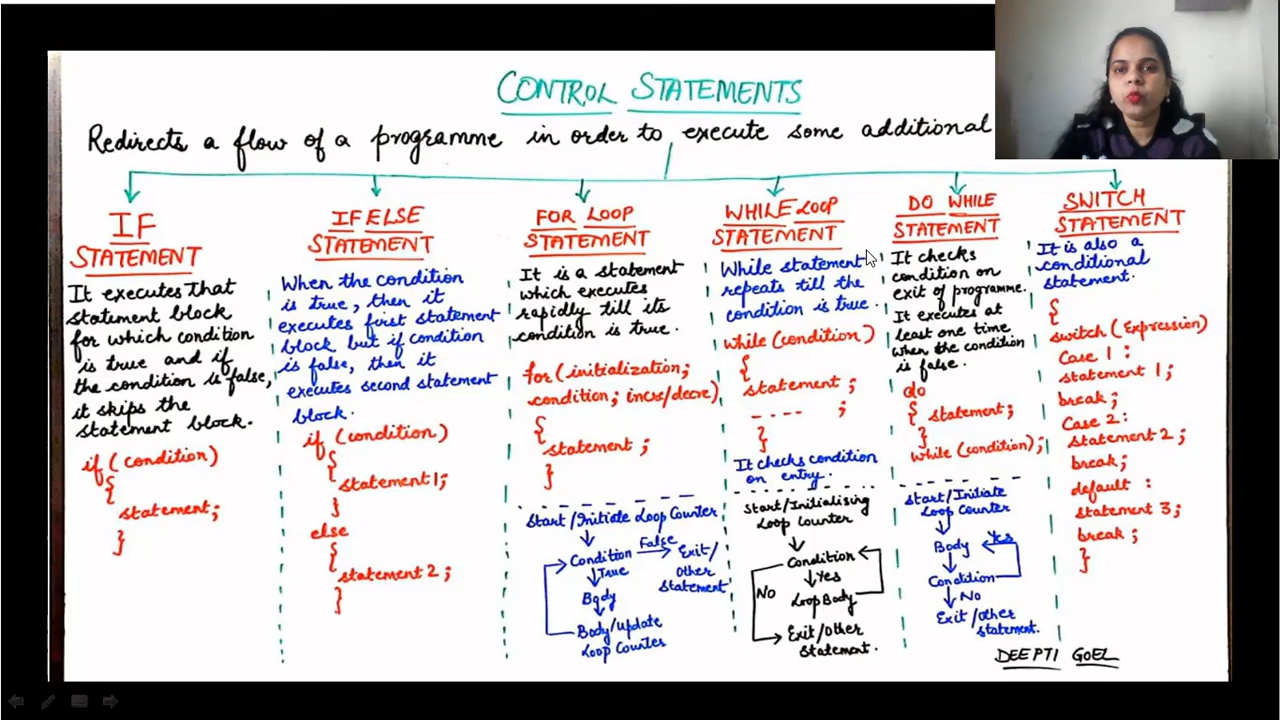 CONTROL STATEMENTS
Redirects a flow of a programme in order to execute some additional
IF
STATEMENT
It executes that
statement block
for which condition
is true and if
the condition is false,
it skips the
statement block.
if (condition)
{
statement;
}
IF ELSE
STATEMENT
When the condition
is true, then it
executes first statement
block but if condition
is false, then it
executes second statement
block.
if (condition)
{
statement1;
}
else
{
statement2;
}
FOR LOOP
STATEMENT
It is a statement
which executes
rapidly till its
condition is true.
for(initialization;
condition; incre/decre)
{
statement;
}
Start/Initiate Loop Counter
Condition False Exit/
True Other
Body Statement
Body/Update
Loop Counter
WHILE LOOP
STATEMENT
While statement
repeats till the
condition is true.
while(condition)
{
statement;
---- ;
}
It checks condition
on entry.
Start/Initialising
Loop Counter
Condition
Yes
No
Loop Body
Exit/Other
Statement.
DO WHILE
STATEMENT
It checks
condition on
exit of programme.
It executes at
least one time
when the condition
is false.
do
{ statement;
}
while(condition);
Start/Initiate
Loop Counter
Body Yes
Condition
No
Exit/Other
statement.
SWITCH
STATEMENT
It is also a
conditional
statement.
{
switch(Expression)
Case 1:
statement 1;
break;
Case 2:
statement 2;
break;
default :
statement 3;
break;
}
DEEPTI GOEL